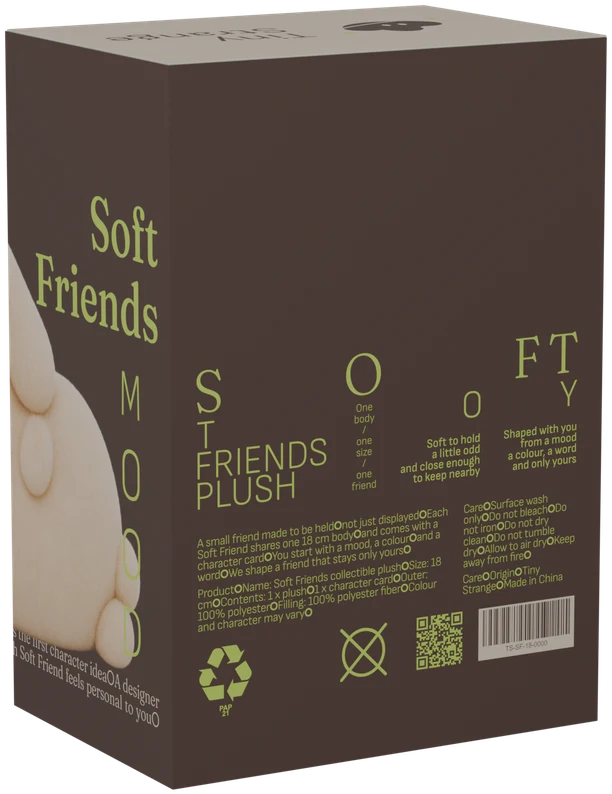 Tiny
Strange
Soft
Friends
MOOD
s the first character ideaOA designer
Soft Friend feels personal to youO
S O FT
T O Y
FRIENDS
PLUSH
One
body
/
one
size
/
one
friend
Soft to hold
a little odd
and close enough
to keep nearby
Shaped with you
from a mood
a colour, a word
and only yours
A small friend made to be heldOnot just displayedOEach
Soft Friend shares one 18 cm bodyOand comes with a
character cardOYou start with a mood, a colourOand a
wordOWe shape a friend that stays only yoursO
ProductOName: Soft Friends collectible plushOSize: 18
cmOContents: 1 x plushO1 x character cardOOuter:
100% polyesterOFilling: 100% polyester fiberOColour
and character may varyO
CareOSurface wash
onlyODo not bleachODo
not ironODo not dry
cleanODo not tumble
dryOAllow to air dryOKeep
away from fireO
CareOOriginOTiny
StrangeOMade in China
PAP
21
TS-SF-18-0000